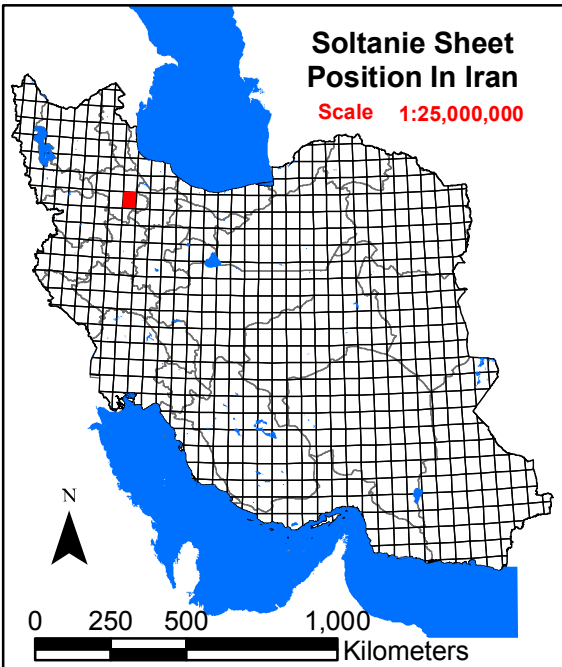 Soltanie Sheet
Position In Iran
Scale 1:25,000,000
N
0 250 500 1,000
Kilometers